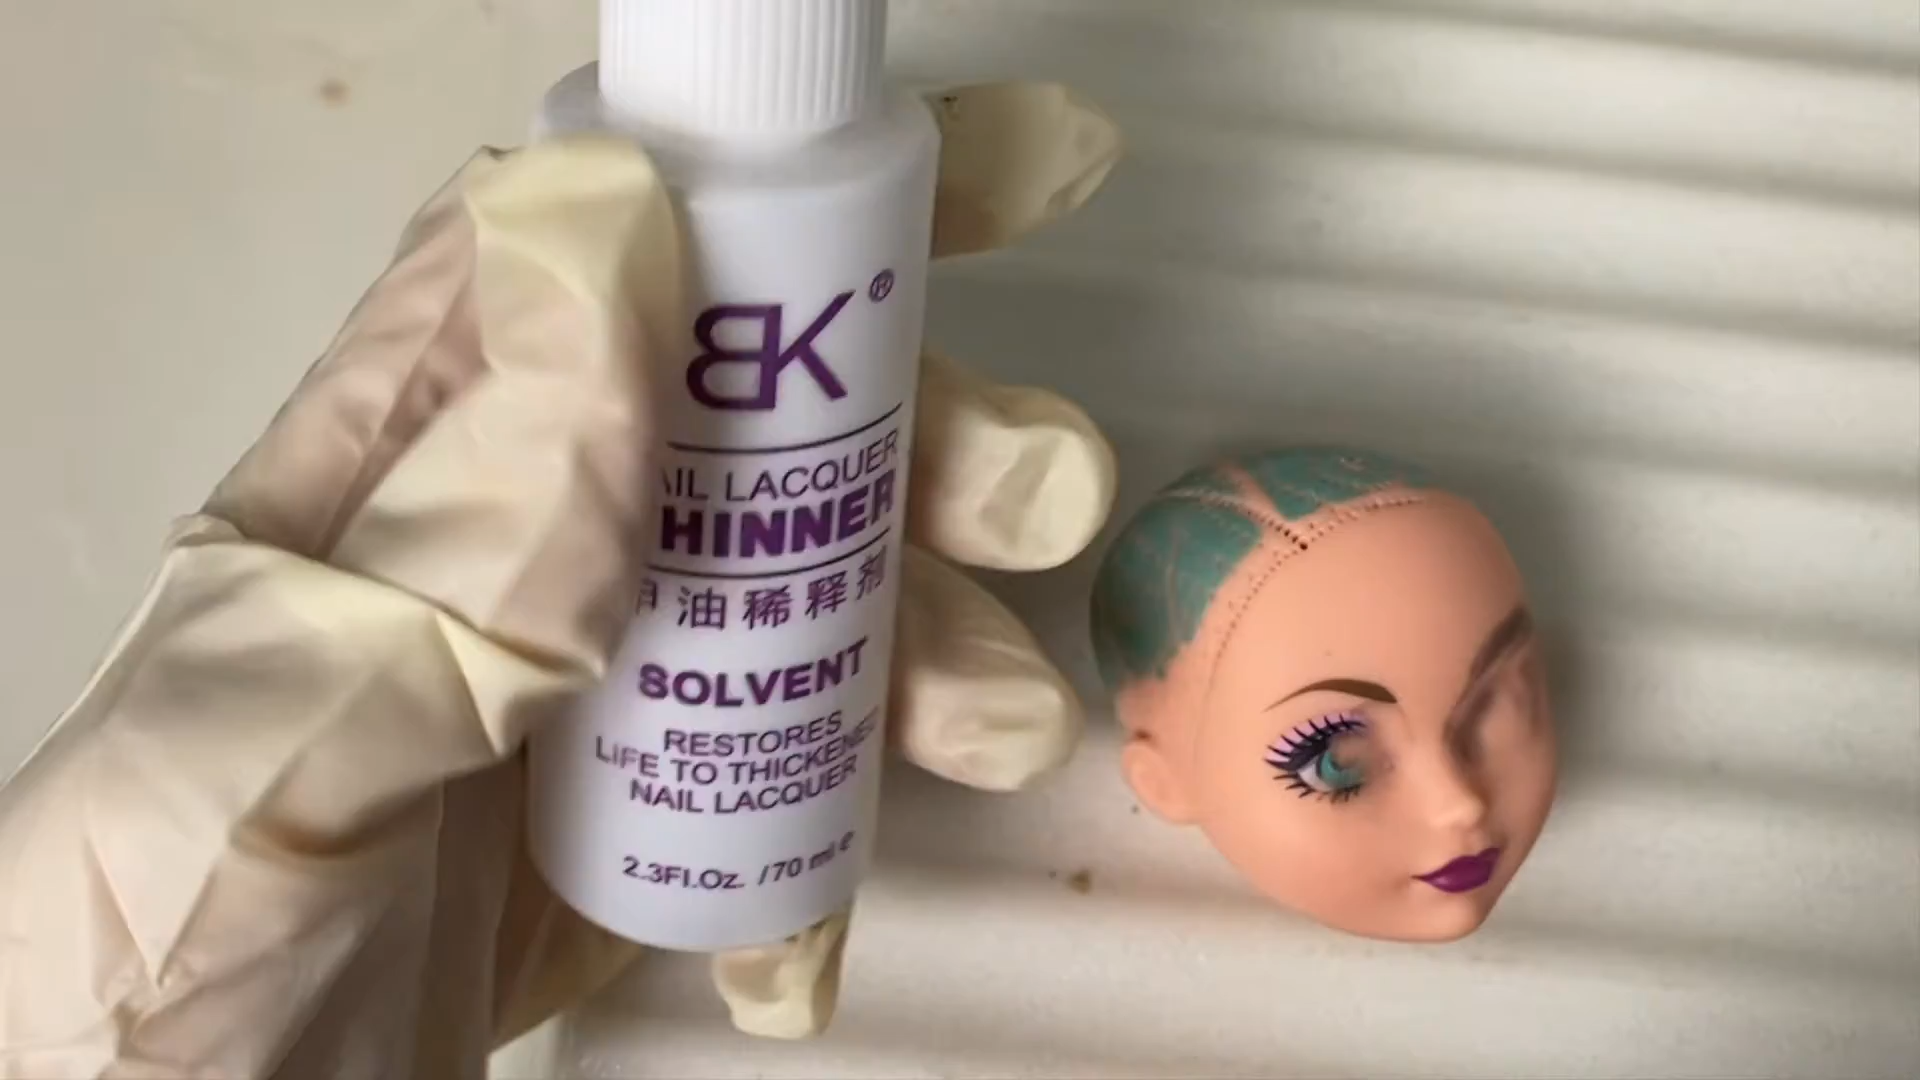 BK®
AIL LACQUER
HINNER
油稀释剂
SOLVENT
RESTORES
LIFE TO THICKENED
NAIL LACQUER
2.3Fl.Oz. /70 ml e